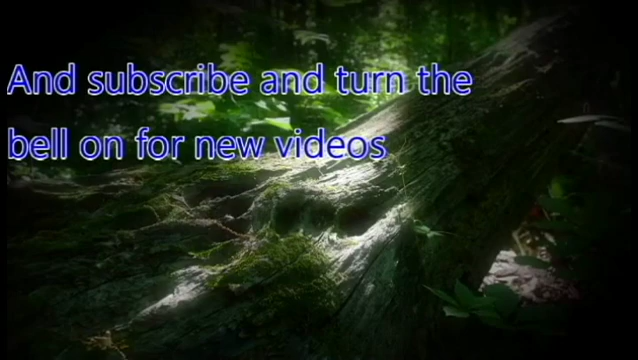 And subscribe and turn the
bell on for new videos